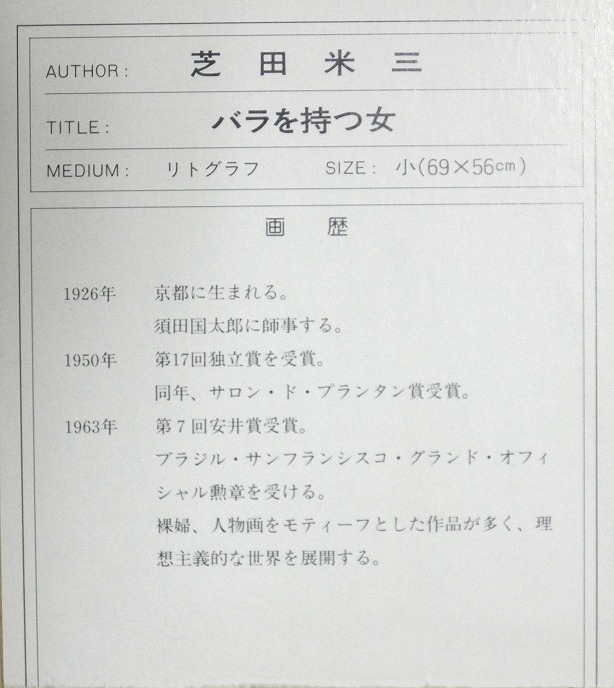 AUTHOR: 芝田米三
TITLE: バラを持つ女
MEDIUM: リトグラフ SIZE: 小(69×56cm)
画歴
1926年 京都に生まれる。
須田国太郎に師事する。
1950年 第17回独立賞を受賞。
同年、サロン・ド・プランタン賞受賞。
1963年 第7回安井賞受賞。
ブラジル・サンフランシスコ・グランド・オフィ
シャル勲章を受ける。
裸婦、人物画をモティーフとした作品が多く、理
想主義的な世界を展開する。